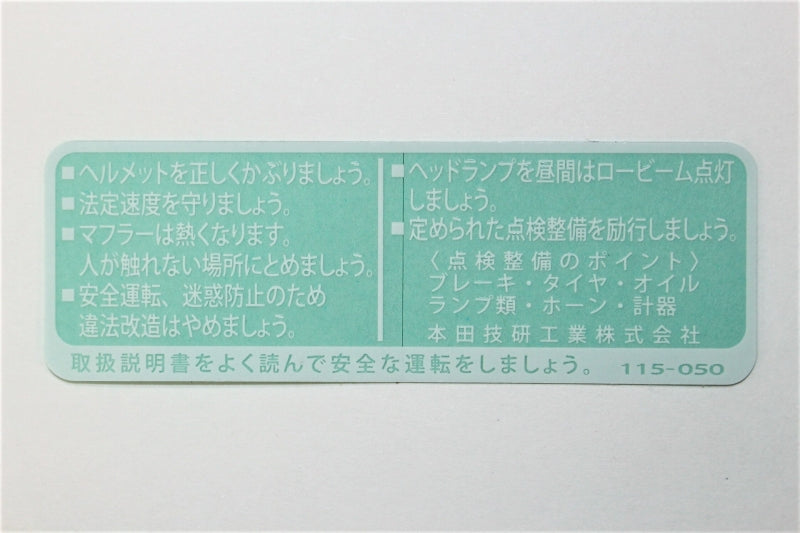 ■ヘルメットを正しくかぶりましょう。
■法定速度を守りましょう。
■マフラーは熱くなります。
人が触れない場所にとめましょう。
■安全運転、迷惑防止のため
違法改造はやめましょう。
■ヘッドランプを昼間はロービーム点灯
しましょう。
■定められた点検整備を励行しましょう。
〈点検整備のポイント〉
ブレーキ・タイヤ・オイル
ランプ類・ホーン・計器
本田技研工業株式会社
取扱説明書をよく読んで安全な運転をしましょう。 115-050